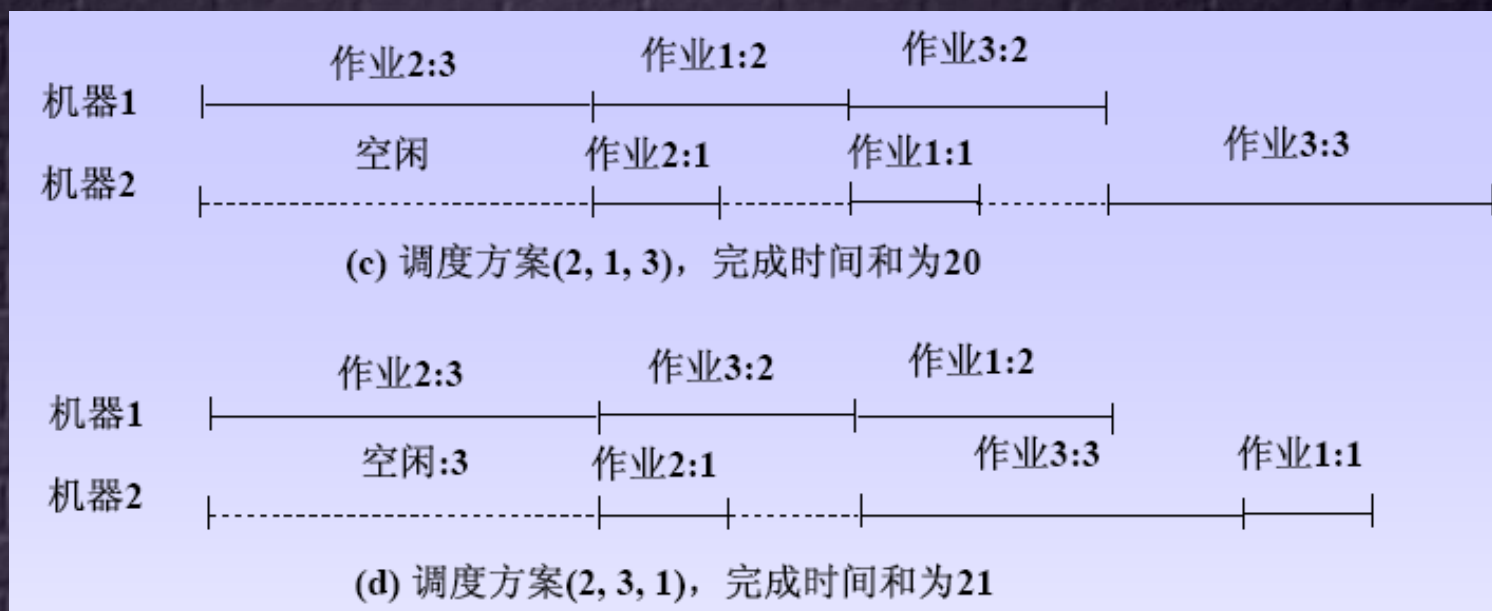 作业2:3 作业1:2 作业3:2
机器1
空闲 作业2:1 作业1:1 作业3:3
机器2
(c) 调度方案(2, 1, 3)，完成时间和为20
作业2:3 作业3:2 作业1:2
机器1
空闲:3 作业2:1 作业3:3 作业1:1
机器2
(d) 调度方案(2, 3, 1)，完成时间和为21